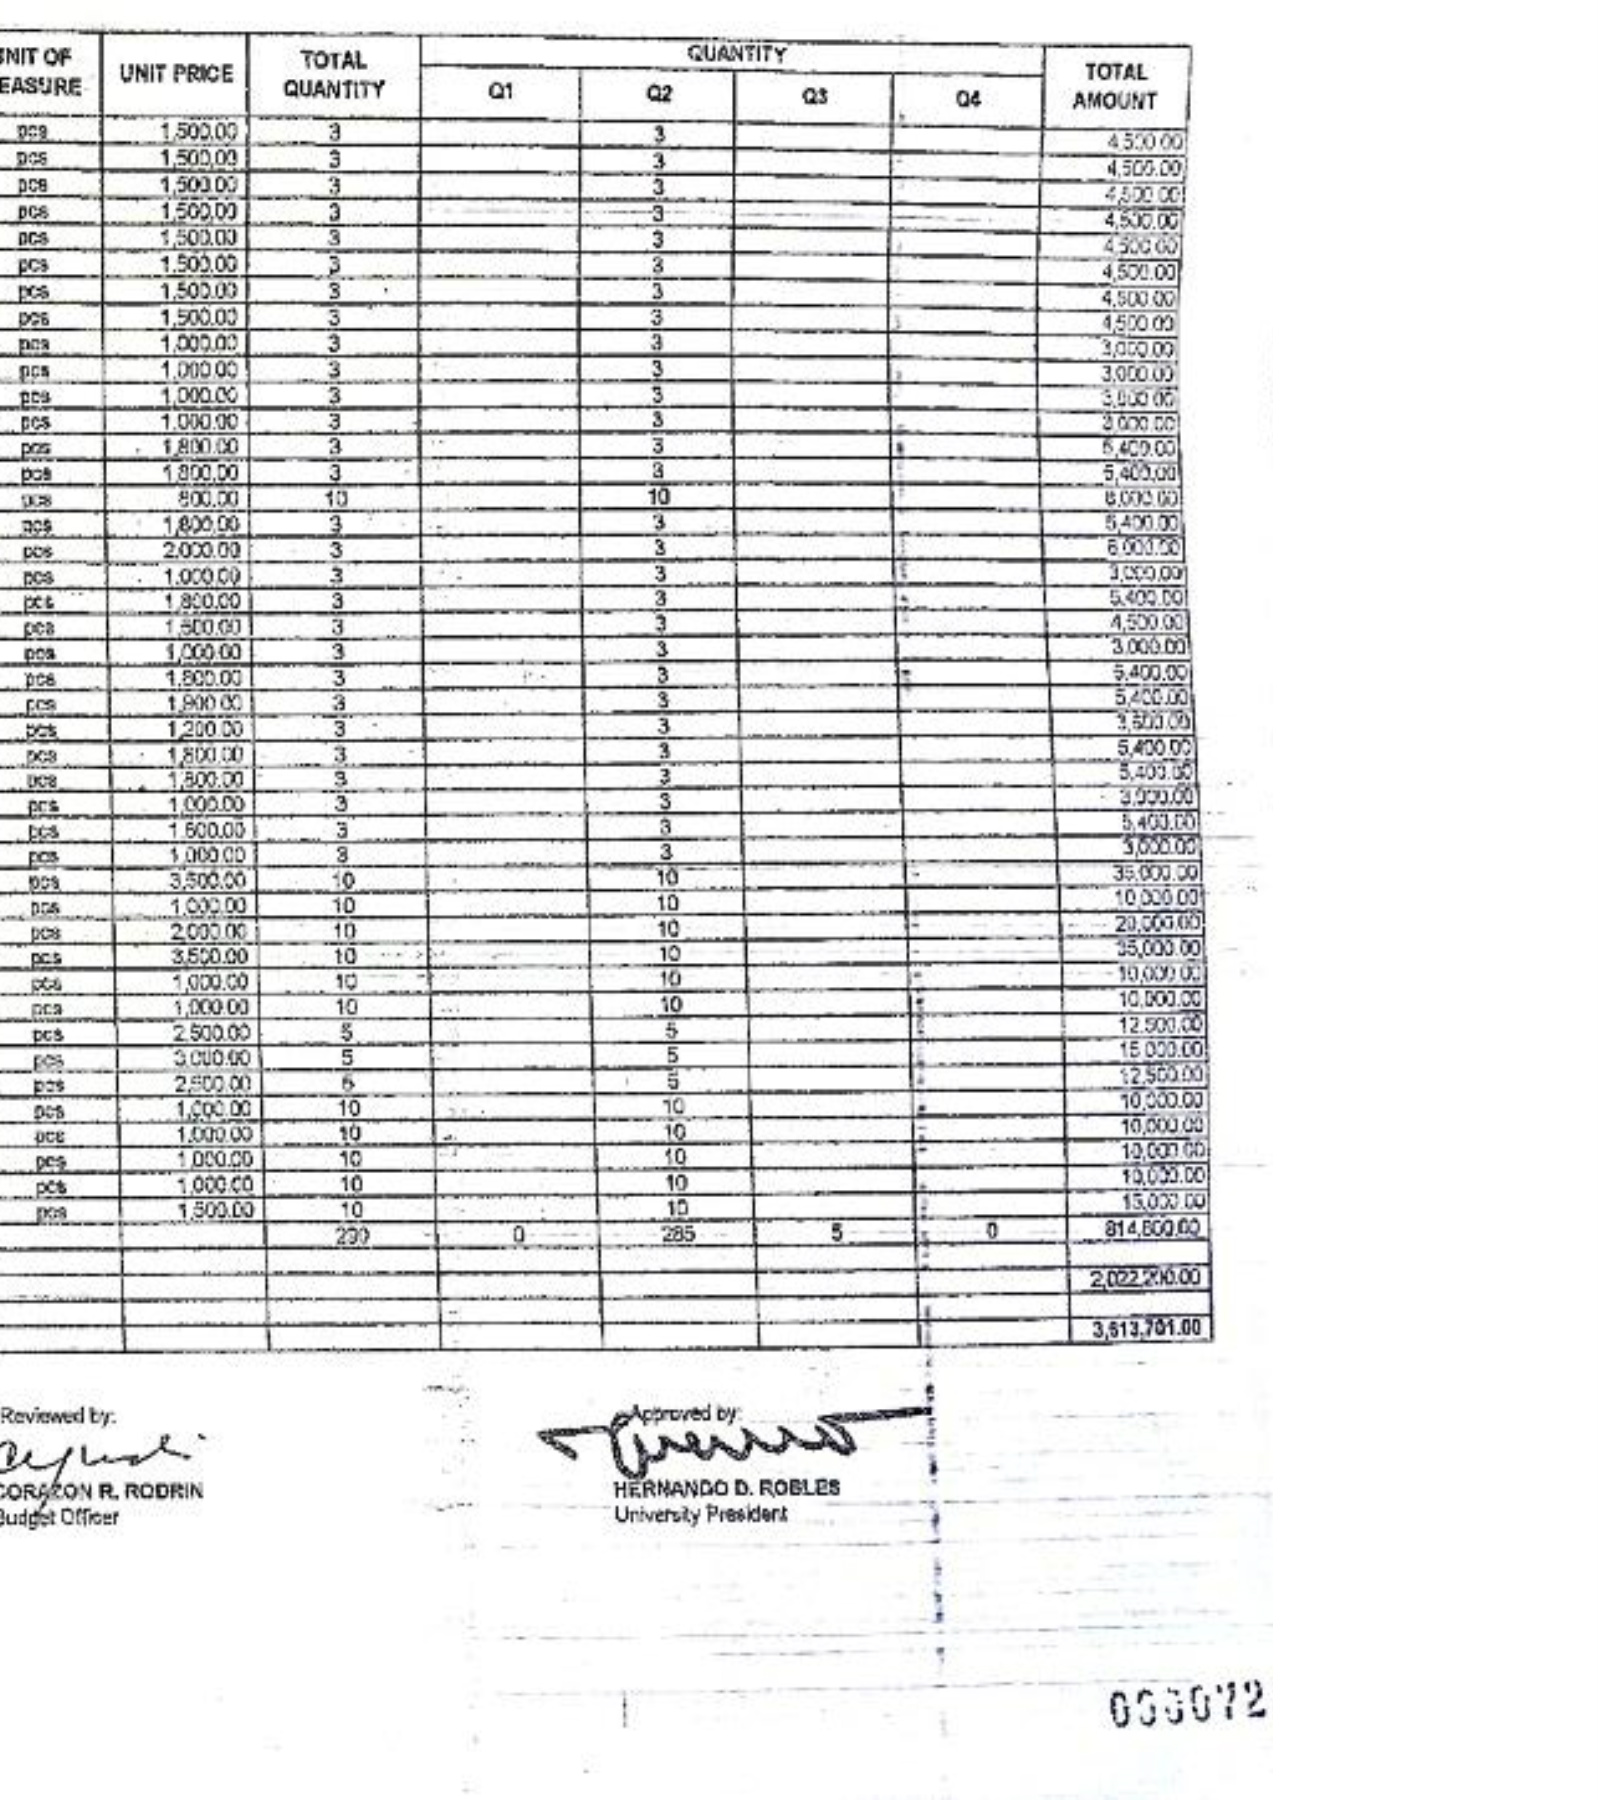 UNIT OF MEASURE UNIT PRICE TOTAL QUANTITY QUANTITY TOTAL AMOUNT
Q1 Q2 Q3 Q4
pcs 1,500.00 3 3 4,500.00
pcs 1,500.00 3 3 4,500.00
pcs 1,500.00 3 3 4,500.00
pcs 1,500.00 3 3 4,500.00
pcs 1,500.00 3 3 4,500.00
pcs 1,500.00 3 3 4,500.00
pcs 1,500.00 3 3 4,500.00
pcs 1,500.00 3 3 4,500.00
pcs 1,000.00 3 3 3,000.00
pcs 1,000.00 3 3 3,000.00
pcs 1,000.00 3 3 3,000.00
pcs 1,000.00 3 3 3,000.00
pcs 1,800.00 3 3 5,400.00
pcs 1,800.00 3 3 5,400.00
pcs 800.00 10 10 8,000.00
pcs 1,800.00 3 3 5,400.00
pcs 2,000.00 3 3 6,000.00
pcs 1,000.00 3 3 3,000.00
pcs 1,800.00 3 3 5,400.00
pcs 1,500.00 3 3 4,500.00
pcs 1,000.00 3 3 3,000.00
pcs 1,800.00 3 3 5,400.00
pcs 1,800.00 3 3 5,400.00
pcs 1,200.00 3 3 3,600.00
pcs 1,800.00 3 3 5,400.00
pcs 1,800.00 3 3 5,400.00
pcs 1,000.00 3 3 3,000.00
pcs 1,800.00 3 3 5,400.00
pcs 1,000.00 3 3 3,000.00
pcs 3,500.00 10 10 35,000.00
pcs 1,000.00 10 10 10,000.00
pcs 2,000.00 10 10 20,000.00
pcs 3,500.00 10 10 35,000.00
pcs 1,000.00 10 10 10,000.00
pcs 1,000.00 10 10 10,000.00
pcs 2,500.00 5 5 12,500.00
pcs 3,000.00 5 5 15,000.00
pcs 2,500.00 5 5 12,500.00
pcs 1,000.00 10 10 10,000.00
pcs 1,000.00 10 10 10,000.00
pcs 1,000.00 10 10 10,000.00
pcs 1,000.00 10 10 10,000.00
pcs 1,500.00 10 10 15,000.00
290 0 285 5 0 814,600.00
2,022,200.00
3,613,701.00
Reviewed by: Approved by:
CORAZON R. RODRIN HERNANDO D. ROBLES
Budget Officer University President
000072